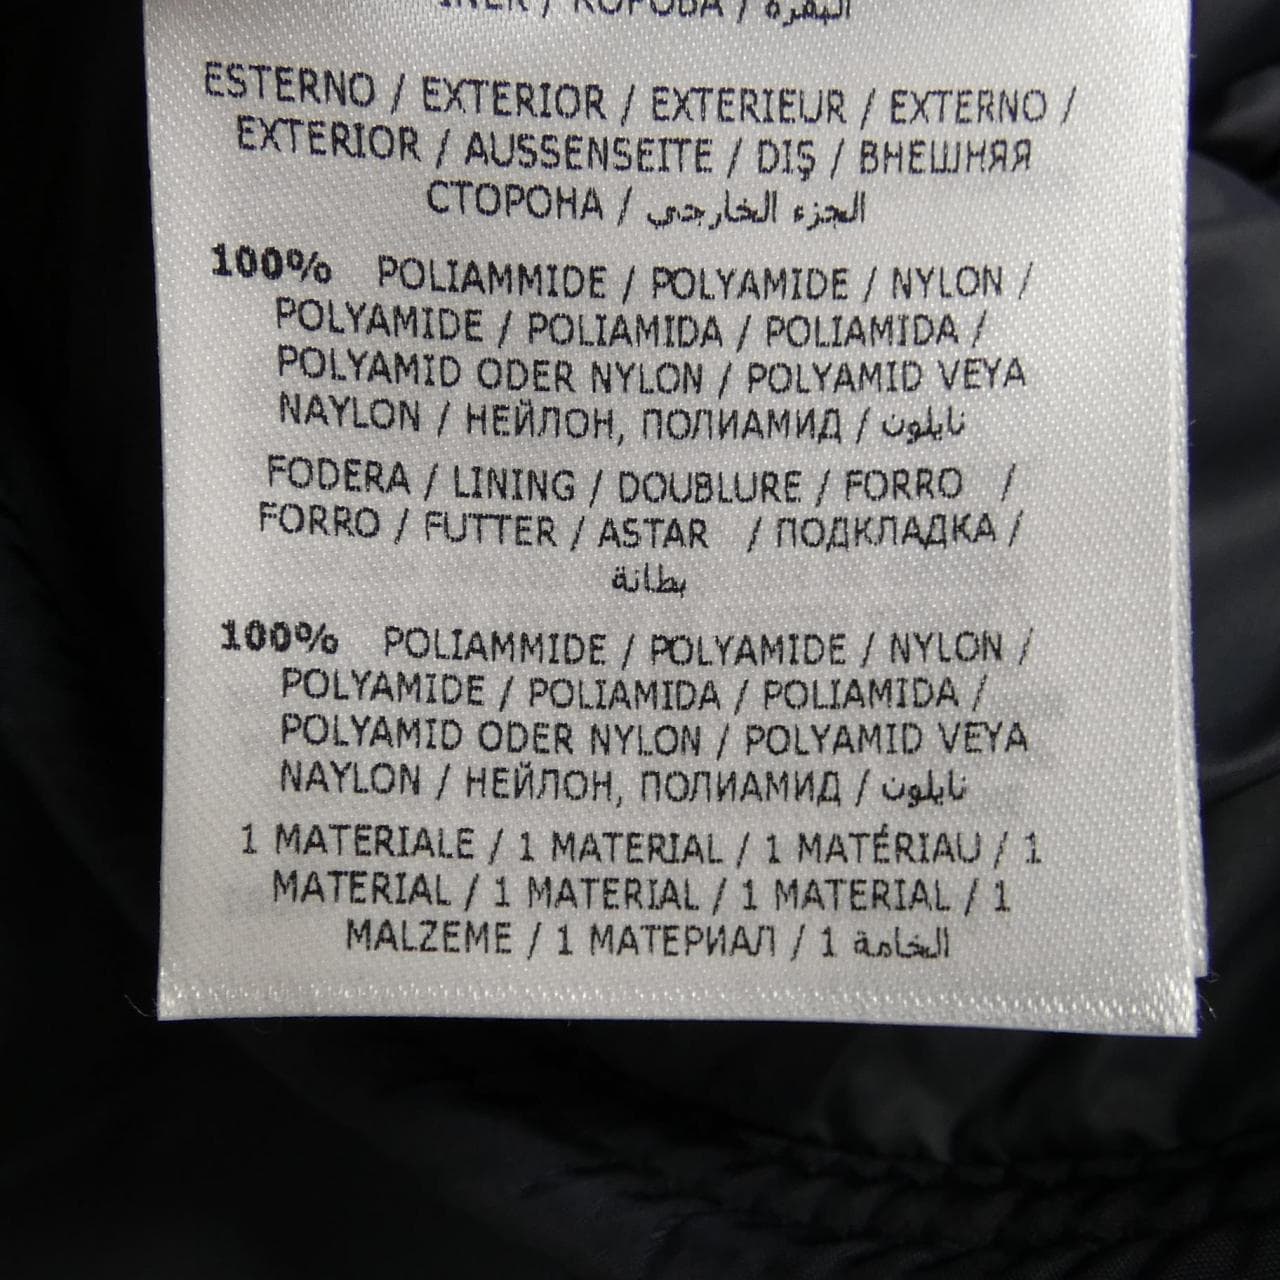 İNEK / КОРОВА / البقرة
ESTERNO / EXTERIOR / EXTERIEUR / EXTERNO /
EXTERIOR / AUSSENSEITE / DIŞ / ВНЕШНЯЯ
СТОРОНА / الجزء الخارجي
100% POLIAMMIDE / POLYAMIDE / NYLON /
POLYAMIDE / POLIAMIDA / POLIAMIDA /
POLYAMID ODER NYLON / POLYAMID VEYA
NAYLON / НЕЙЛОН, ПОЛИАМИД / نايلون
FODERA / LINING / DOUBLURE / FORRO /
FORRO / FUTTER / ASTAR / ПОДКЛАДКА /
بطانة
100% POLIAMMIDE / POLYAMIDE / NYLON /
POLYAMIDE / POLIAMIDA / POLIAMIDA /
POLYAMID ODER NYLON / POLYAMID VEYA
NAYLON / НЕЙЛОН, ПОЛИАМИД / نايلون
1 MATERIALE / 1 MATERIAL / 1 MATÉRIAU / 1
MATERIAL / 1 MATERIAL / 1 MATERIAL / 1
MALZEME / 1 МАТЕРИАЛ / 1 الخامة